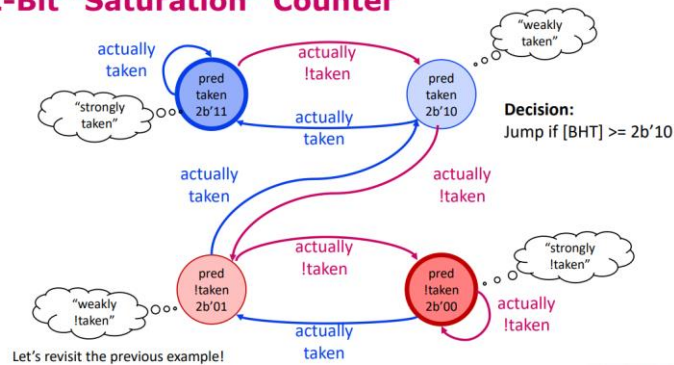 -Bit Saturation Counter
actually
taken
actually
!taken
"weakly
taken"
pred
taken
2b'11
pred
taken
2b'10
"strongly
taken"
actually
taken
Decision:
Jump if [BHT] >= 2b'10
actually
taken
actually
!taken
actually
!taken
"strongly
!taken"
pred
!taken
2b'01
pred
!taken
2b'00
"weakly
!taken"
actually
!taken
actually
taken
Let's revisit the previous example!